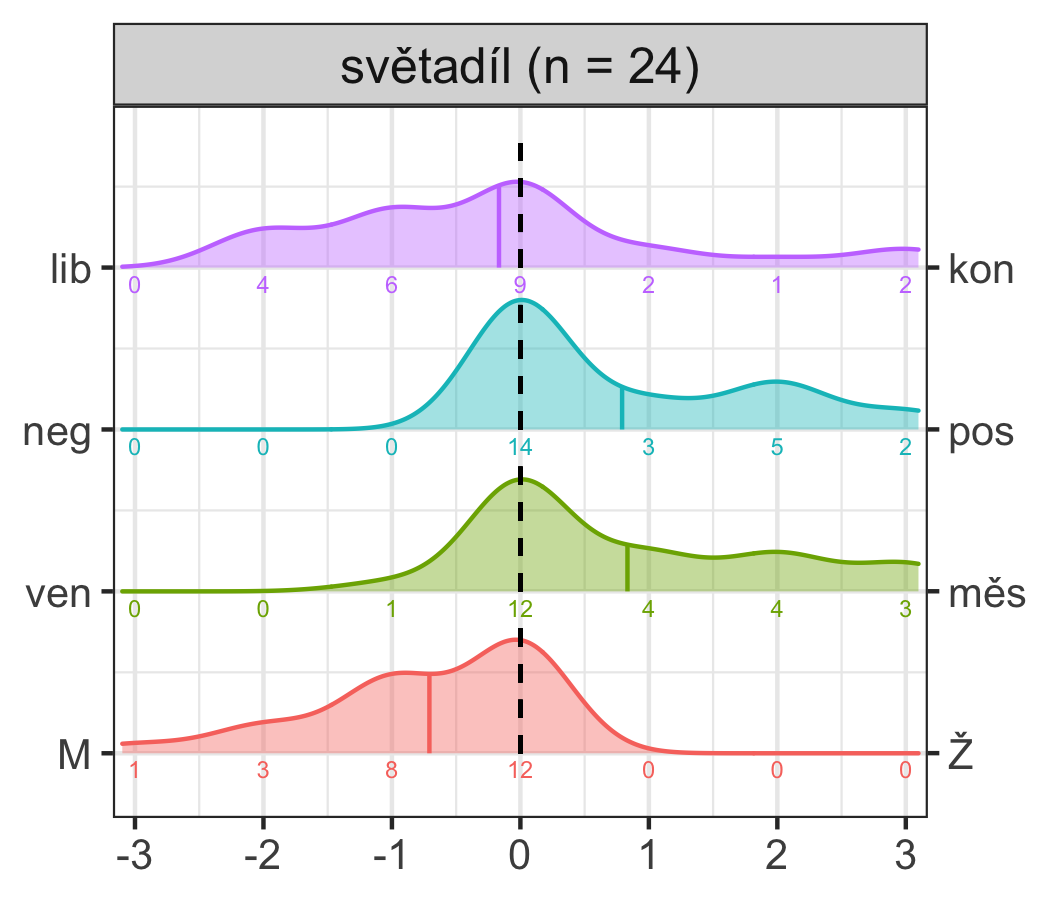 světadíl (n = 24)
lib kon
0 4 6 9 2 1 2
neg pos
0 0 0 14 3 5 2
ven měs
0 0 1 12 4 4 3
M Ž
1 3 8 12 0 0 0
-3 -2 -1 0 1 2 3